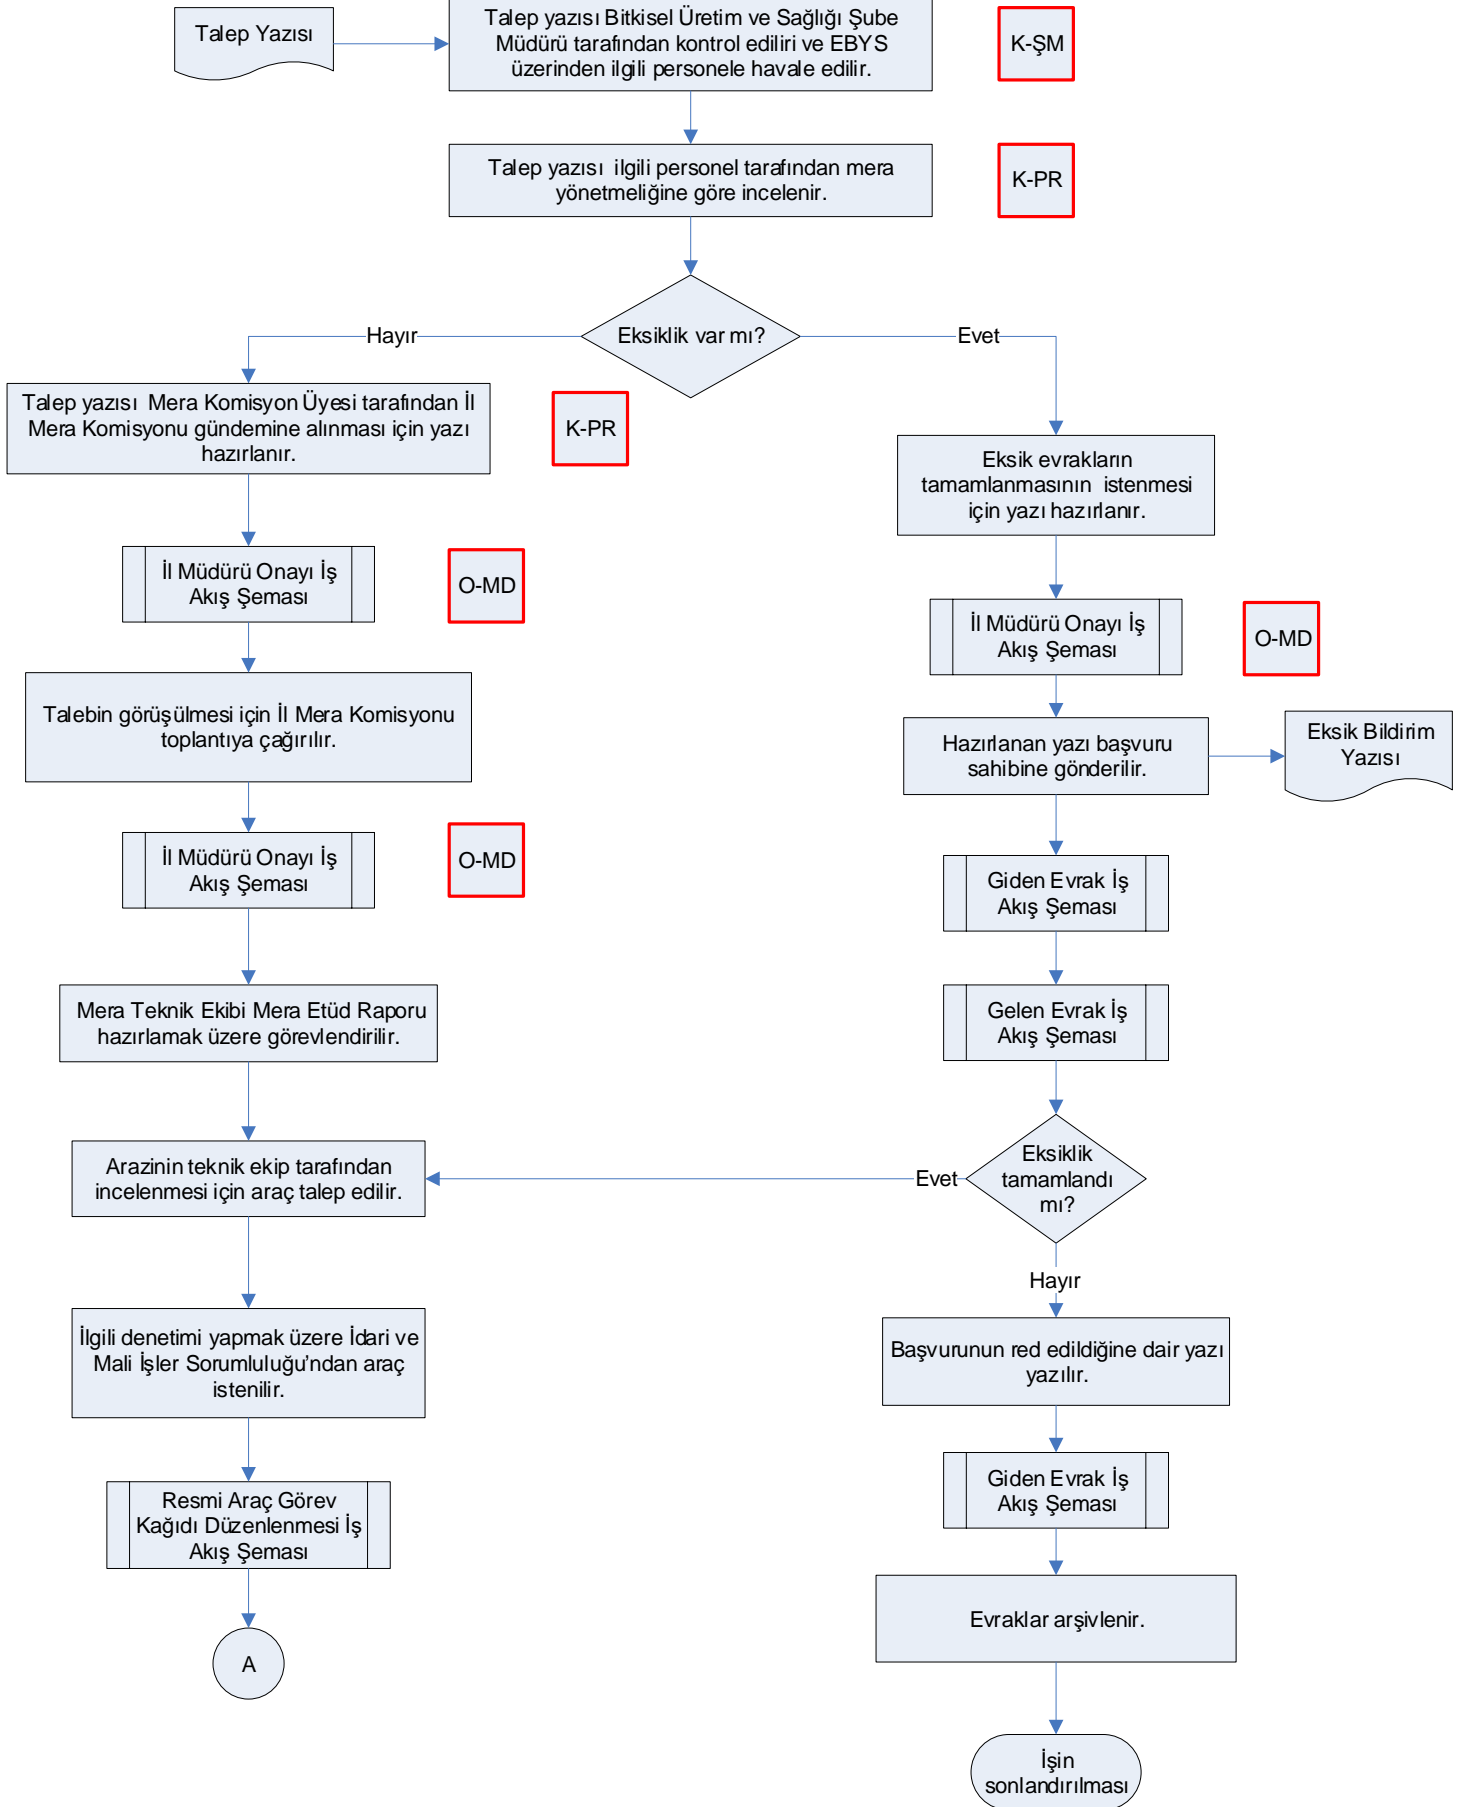 Talep Yazısı
Talep yazısı Bitkisel Üretim ve Sağlığı Şube
Müdürü tarafından kontrol ediliri ve EBYS
üzerinden ilgili personele havale edilir.
K-ŞM
Talep yazısı ilgili personel tarafından mera
yönetmeliğine göre incelenir.
K-PR
Eksiklik var mı?
Hayır
Evet
Talep yazısı Mera Komisyon Üyesi tarafından İl
Mera Komisyonu gündemine alınması için yazı
hazırlanır.
K-PR
Eksik evrakların
tamamlanmasının istenmesi
için yazı hazırlanır.
İl Müdürü Onayı İş
Akış Şeması
O-MD
İl Müdürü Onayı İş
Akış Şeması
O-MD
Talebin görüşülmesi için İl Mera Komisyonu
toplantıya çağırılır.
Hazırlanan yazı başvuru
sahibine gönderilir.
Eksik Bildirim
Yazısı
İl Müdürü Onayı İş
Akış Şeması
O-MD
Giden Evrak İş
Akış Şeması
Mera Teknik Ekibi Mera Etüd Raporu
hazırlamak üzere görevlendirilir.
Gelen Evrak İş
Akış Şeması
Arazinin teknik ekip tarafından
incelenmesi için araç talep edilir.
Evet
Eksiklik
tamamlandı
mı?
Hayır
İlgili denetimi yapmak üzere İdari ve
Mali İşler Sorumluluğu’ndan araç
istenilir.
Başvurunun red edildiğine dair yazı
yazılır.
Resmi Araç Görev
Kağıdı Düzenlenmesi İş
Akış Şeması
Giden Evrak İş
Akış Şeması
Evraklar arşivlenir.
A
İşin
sonlandırılması